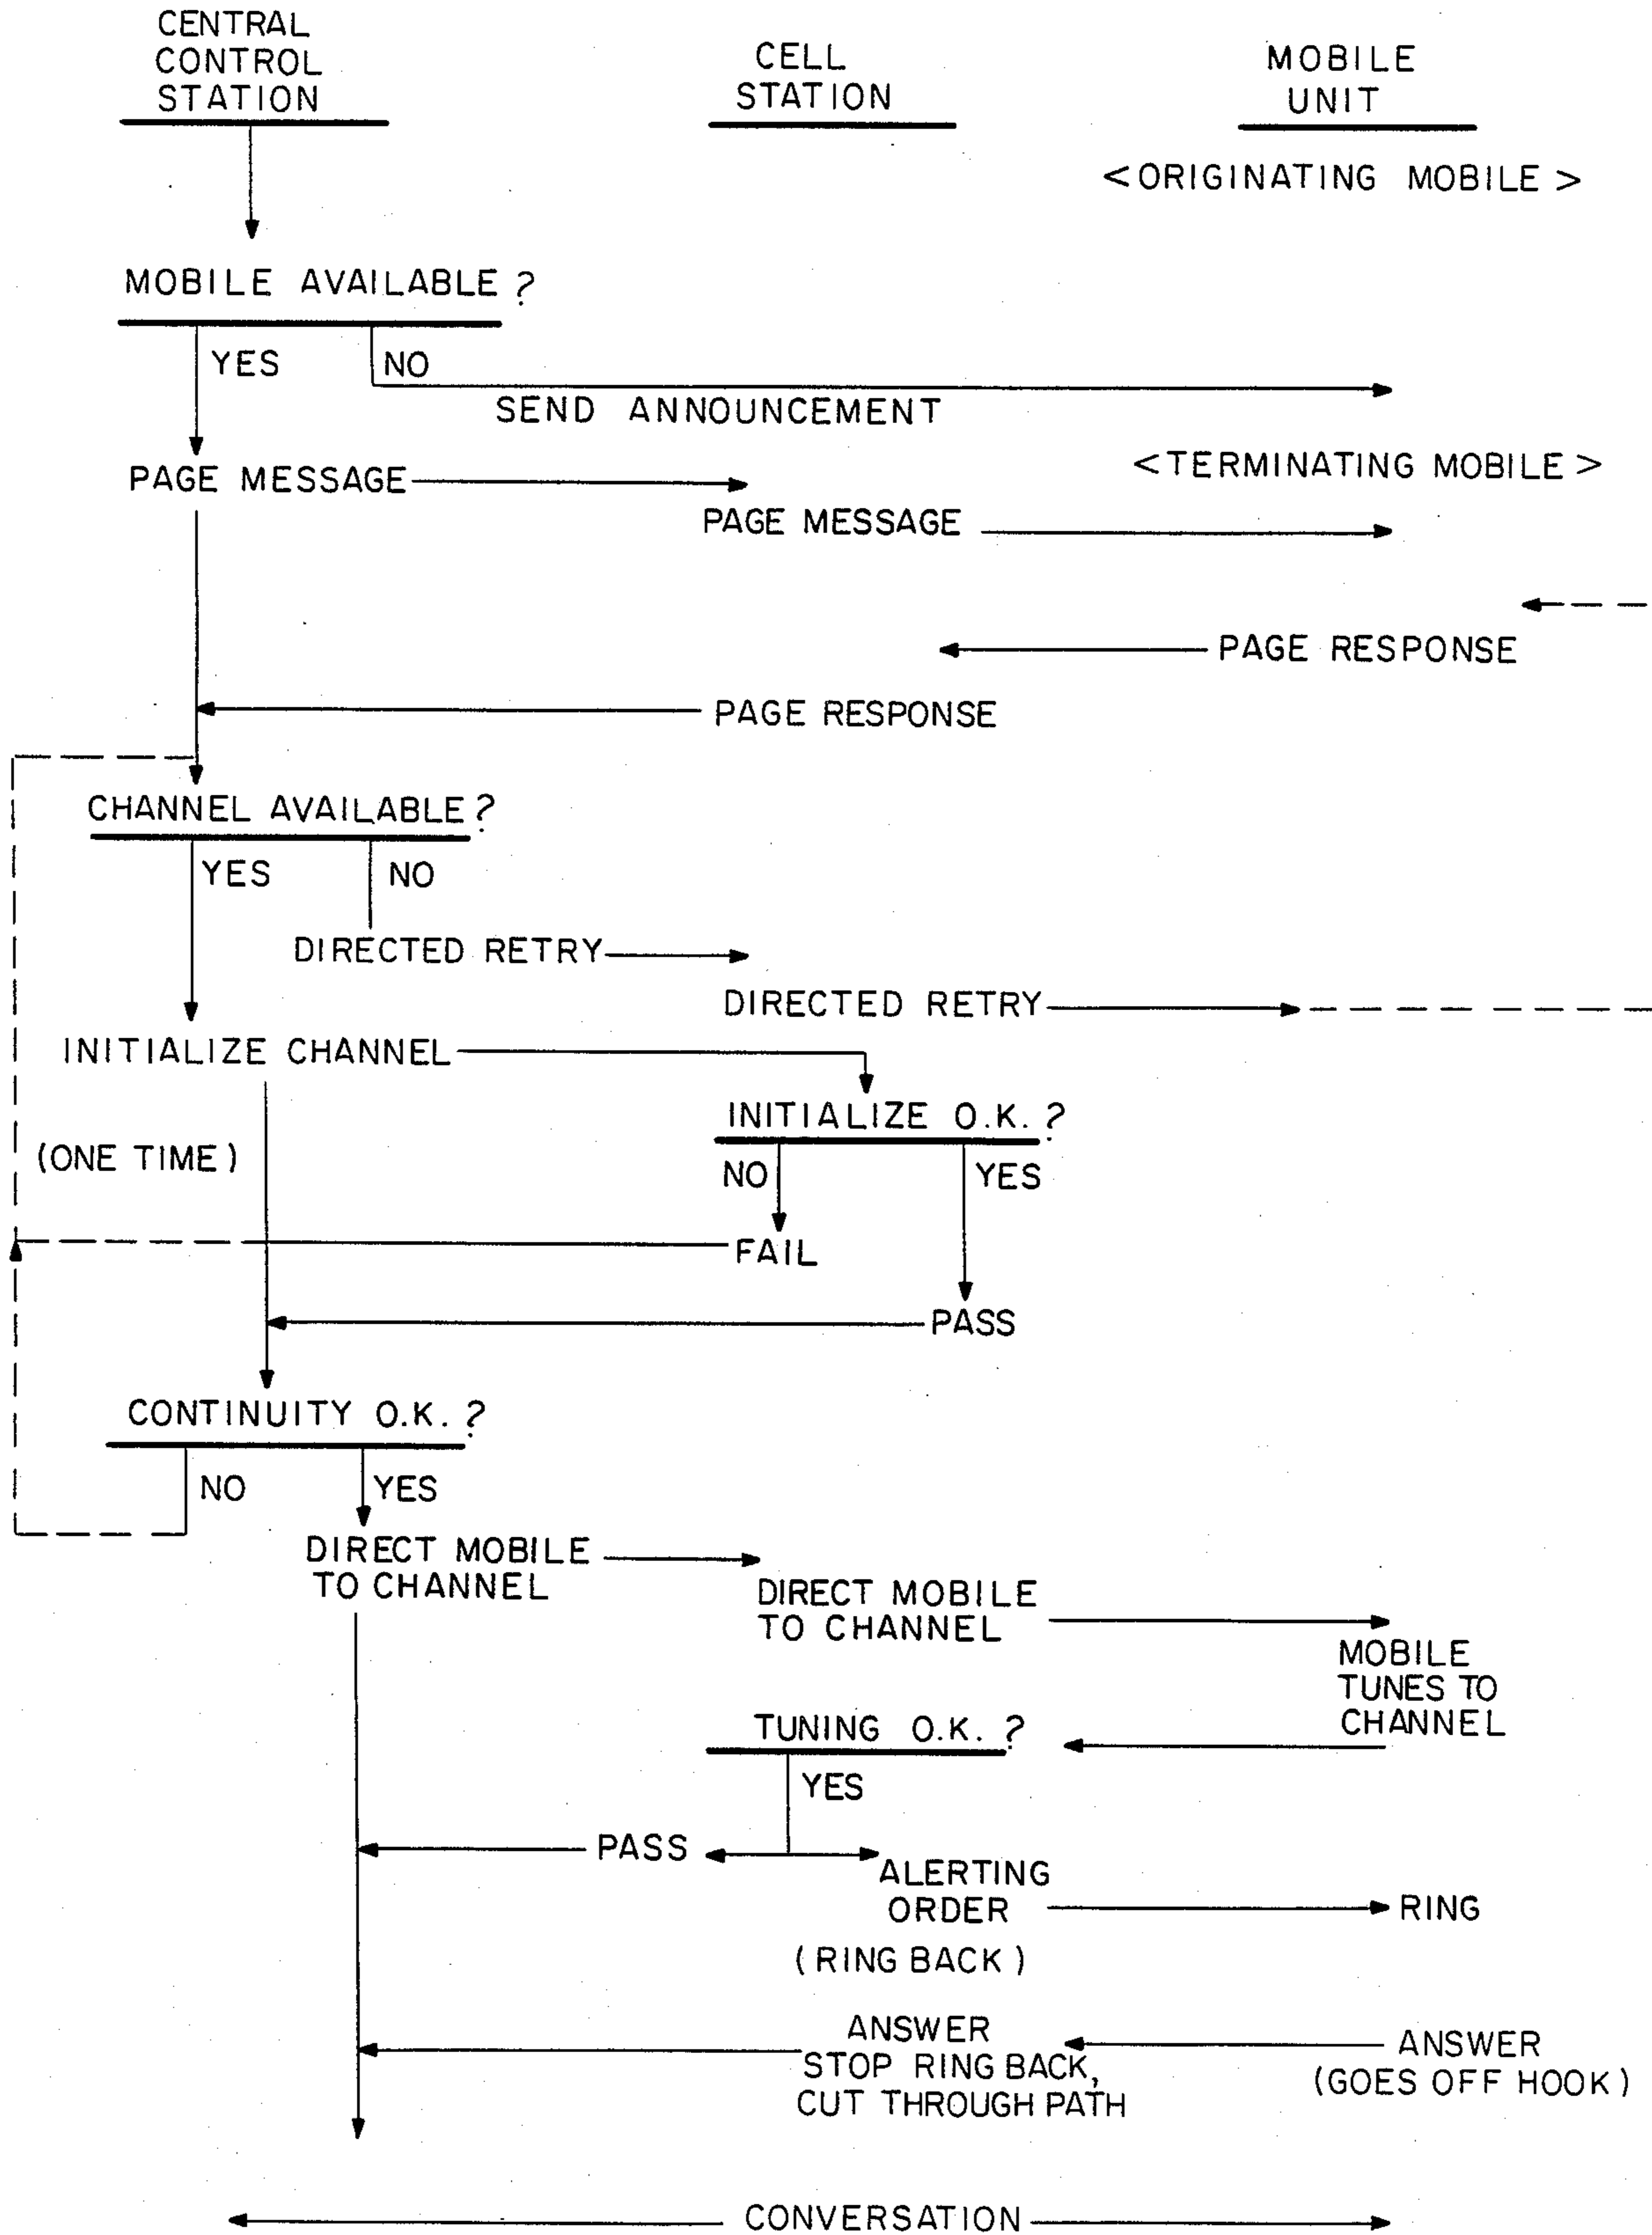 CENTRAL
CONTROL
STATION
CELL
STATION
MOBILE
UNIT
<ORIGINATING MOBILE>
MOBILE AVAILABLE?
YES
NO
SEND ANNOUNCEMENT
<TERMINATING MOBILE>
PAGE MESSAGE
PAGE MESSAGE
PAGE RESPONSE
PAGE RESPONSE
CHANNEL AVAILABLE?
YES
NO
DIRECTED RETRY
DIRECTED RETRY
INITIALIZE CHANNEL
INITIALIZE O.K.?
(ONE TIME)
NO
YES
FAIL
PASS
CONTINUITY O.K.?
NO
YES
DIRECT MOBILE
TO CHANNEL
DIRECT MOBILE
TO CHANNEL
MOBILE
TUNES TO
CHANNEL
TUNING O.K.?
YES
PASS
ALERTING
ORDER
RING
(RING BACK)
ANSWER
STOP RING BACK,
CUT THROUGH PATH
ANSWER
(GOES OFF HOOK)
CONVERSATION